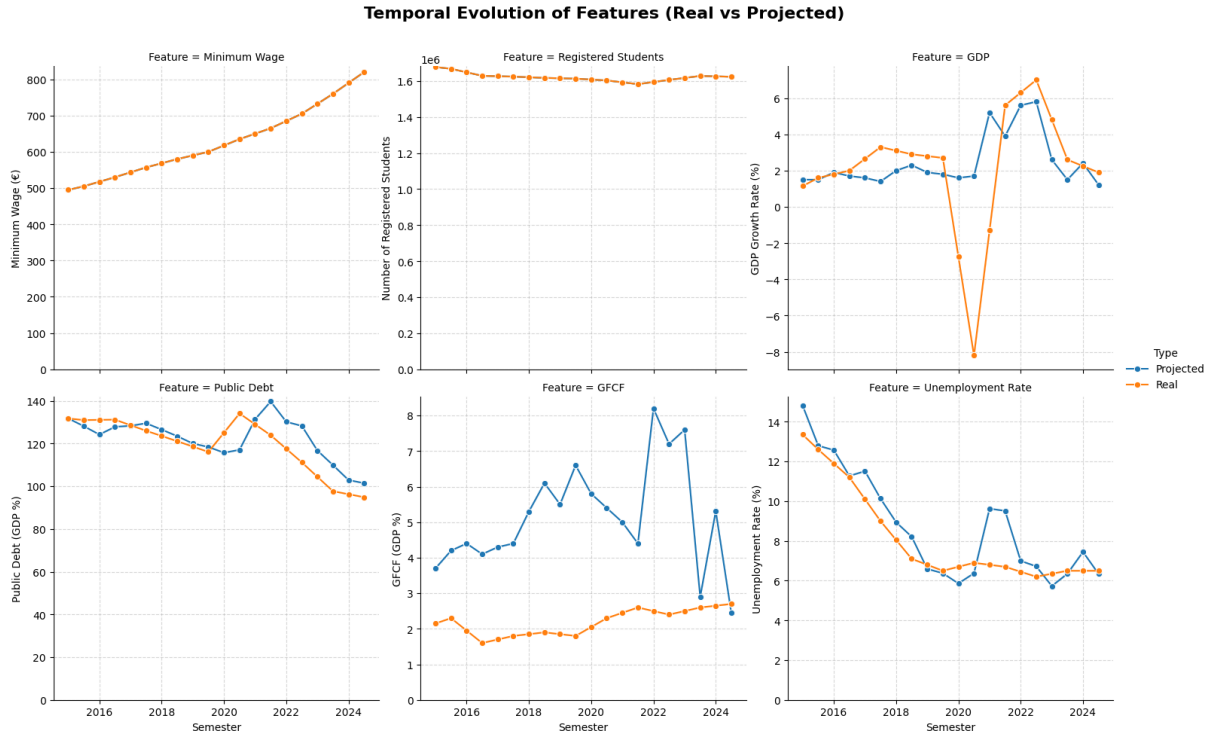 Temporal Evolution of Features (Real vs Projected)
Feature = Minimum Wage
Feature = Registered Students
Feature = GDP
1e6
Minimum Wage (€)
800
700
600
500
400
300
200
100
0
Number of Registered Students
1.6
1.4
1.2
1.0
0.8
0.6
0.4
0.2
0.0
GDP Growth Rate (%)
6
4
2
0
−2
−4
−6
−8
Type
Projected
Real
Feature = Public Debt
Feature = GFCF
Feature = Unemployment Rate
Public Debt (GDP %)
140
120
100
80
60
40
20
0
2016 2018 2020 2022 2024
Semester
GFCF (GDP %)
8
7
6
5
4
3
2
1
0
2016 2018 2020 2022 2024
Semester
Unemployment Rate (%)
14
12
10
8
6
4
2
0
2016 2018 2020 2022 2024
Semester